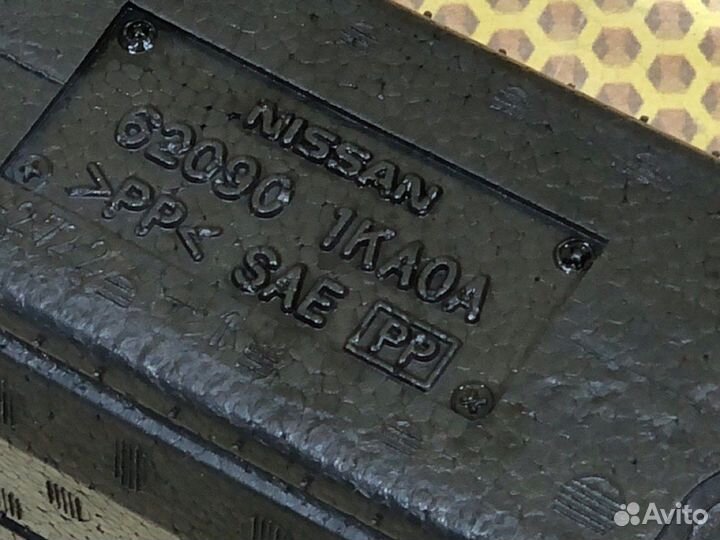 NISSAN
62090 1KA0A
>PP< SAE PP
Avito